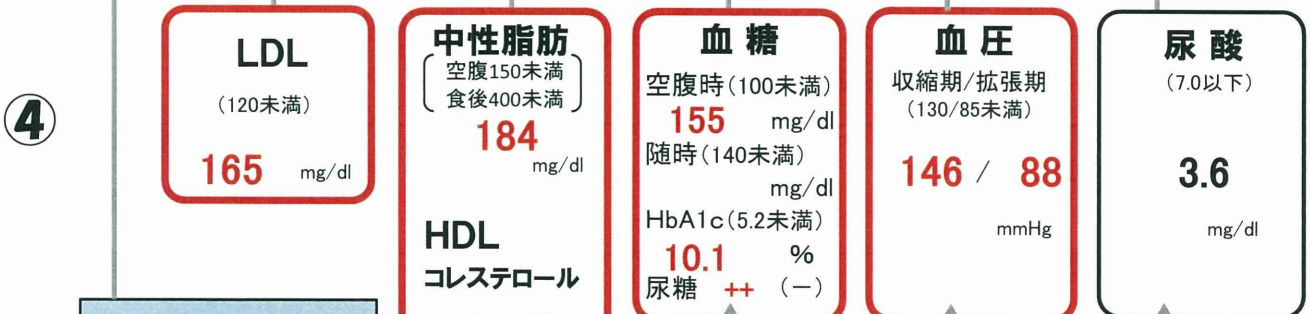 ④
LDL
(120未満)
165 mg/dl
中性脂肪
空腹150未満
食後400未満
184
mg/dl
HDL
コレステロール
血糖
空腹時(100未満)
155 mg/dl
随時(140未満)
mg/dl
HbA1c(5.2未満)
10.1 %
尿糖 ++ (−)
血圧
収縮期/拡張期
(130/85未満)
146 / 88
mmHg
尿酸
(7.0以下)
3.6
mg/dl